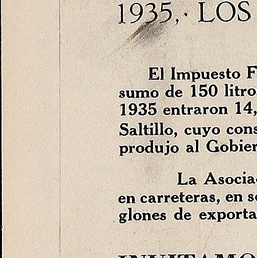 1935, LOS
El Impuesto F
sumo de 150 litro
1935 entraron 14,
Saltillo, cuyo cons
produjo al Gobier
La Asocia
en carreteras, en s
glones de exporta
INVITAMO